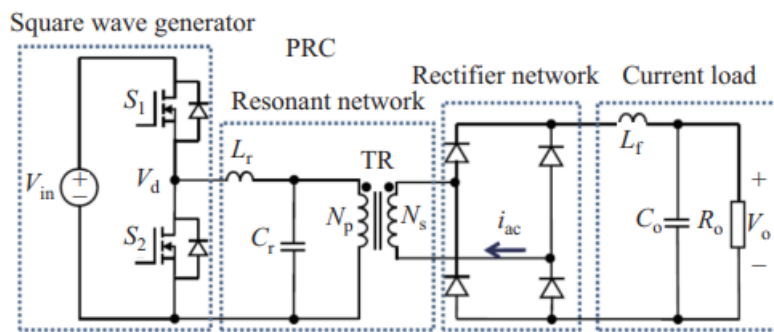 Square wave generator
PRC
Rectifier network
Current load
Resonant network
S1
Lr
TR
Lf
Vin
+
−
Vd
Np
Ns
iac
Co
Ro
+
Vo
−
S2
Cr